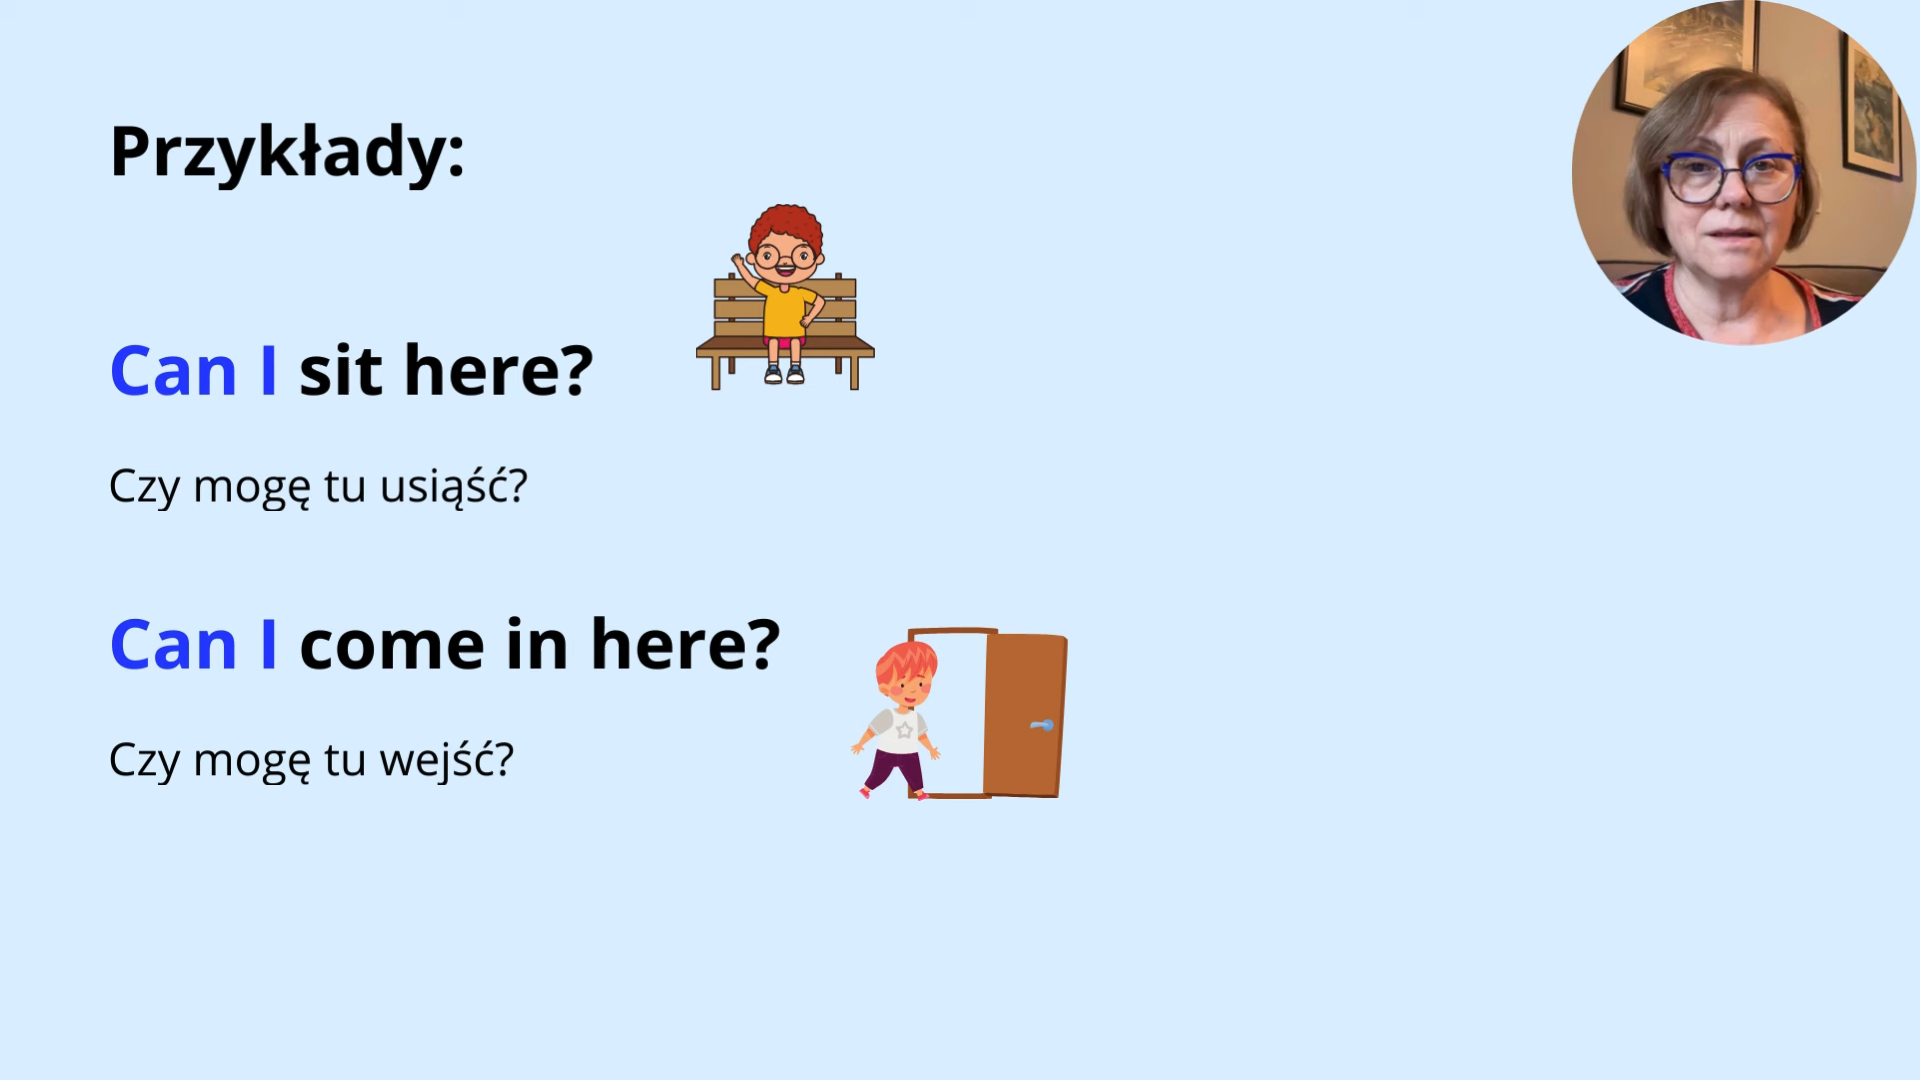 Przykłady:
Can I sit here?
Czy mogę tu usiąść?
Can I come in here?
Czy mogę tu wejść?